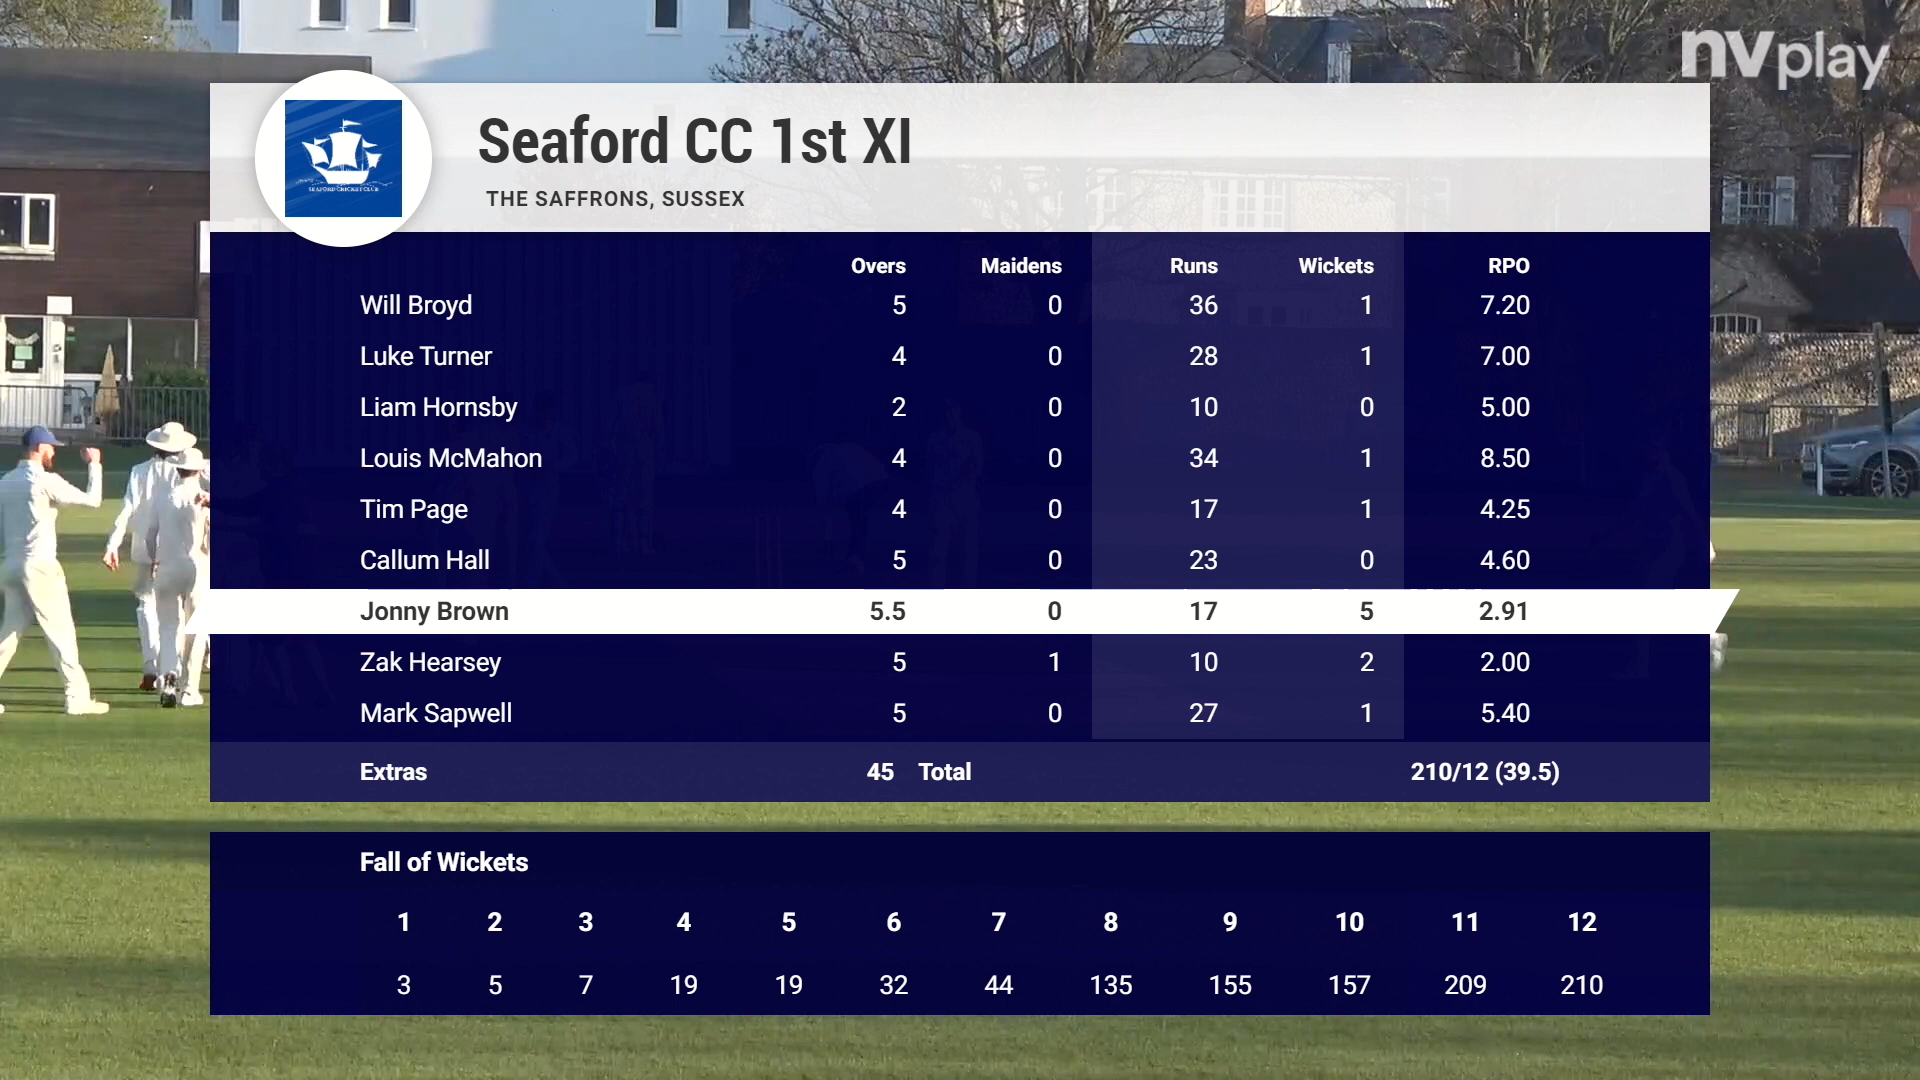 nvplay
Seaford CC 1st XI
THE SAFFRONS, SUSSEX
SEAFORD CRICKET CLUB
Overs Maidens Runs Wickets RPO
Will Broyd 5 0 36 1 7.20
Luke Turner 4 0 28 1 7.00
Liam Hornsby 2 0 10 0 5.00
Louis McMahon 4 0 34 1 8.50
Tim Page 4 0 17 1 4.25
Callum Hall 5 0 23 0 4.60
Jonny Brown 5.5 0 17 5 2.91
Zak Hearsey 5 1 10 2 2.00
Mark Sapwell 5 0 27 1 5.40
Extras 45 Total 210/12 (39.5)
Fall of Wickets
1 2 3 4 5 6 7 8 9 10 11 12
3 5 7 19 19 32 44 135 155 157 209 210